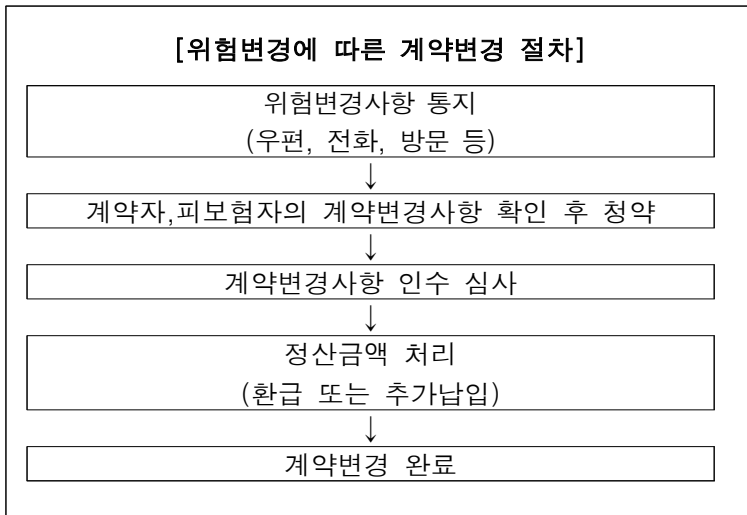 [위험변경에 따른 계약변경 절차]
위험변경사항 통지
(우편, 전화, 방문 등)
↓
계약자,피보험자의 계약변경사항 확인 후 청약
↓
계약변경사항 인수 심사
↓
정산금액 처리
(환급 또는 추가납입)
↓
계약변경 완료